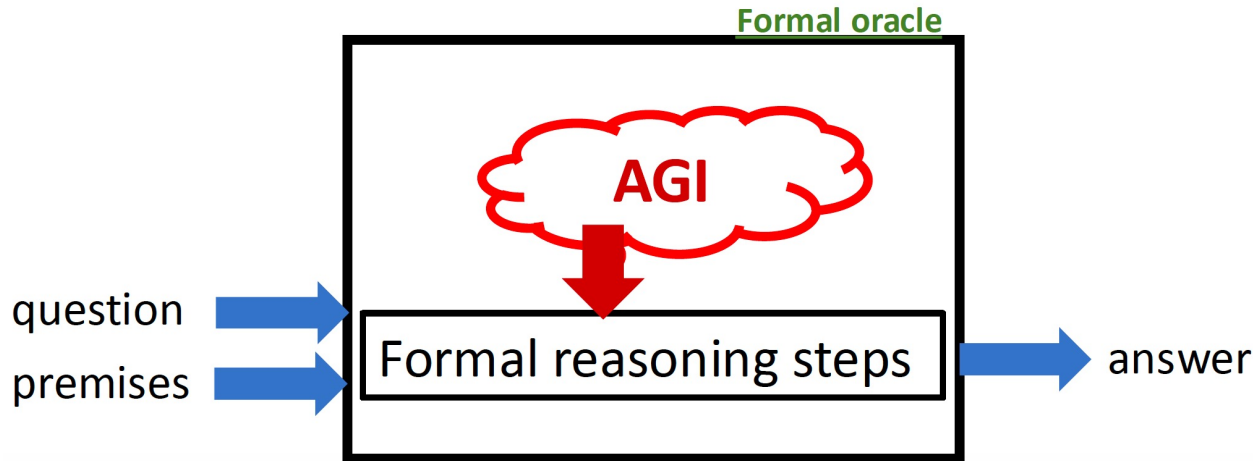 Formal oracle
AGI
question
Formal reasoning steps
premises
answer